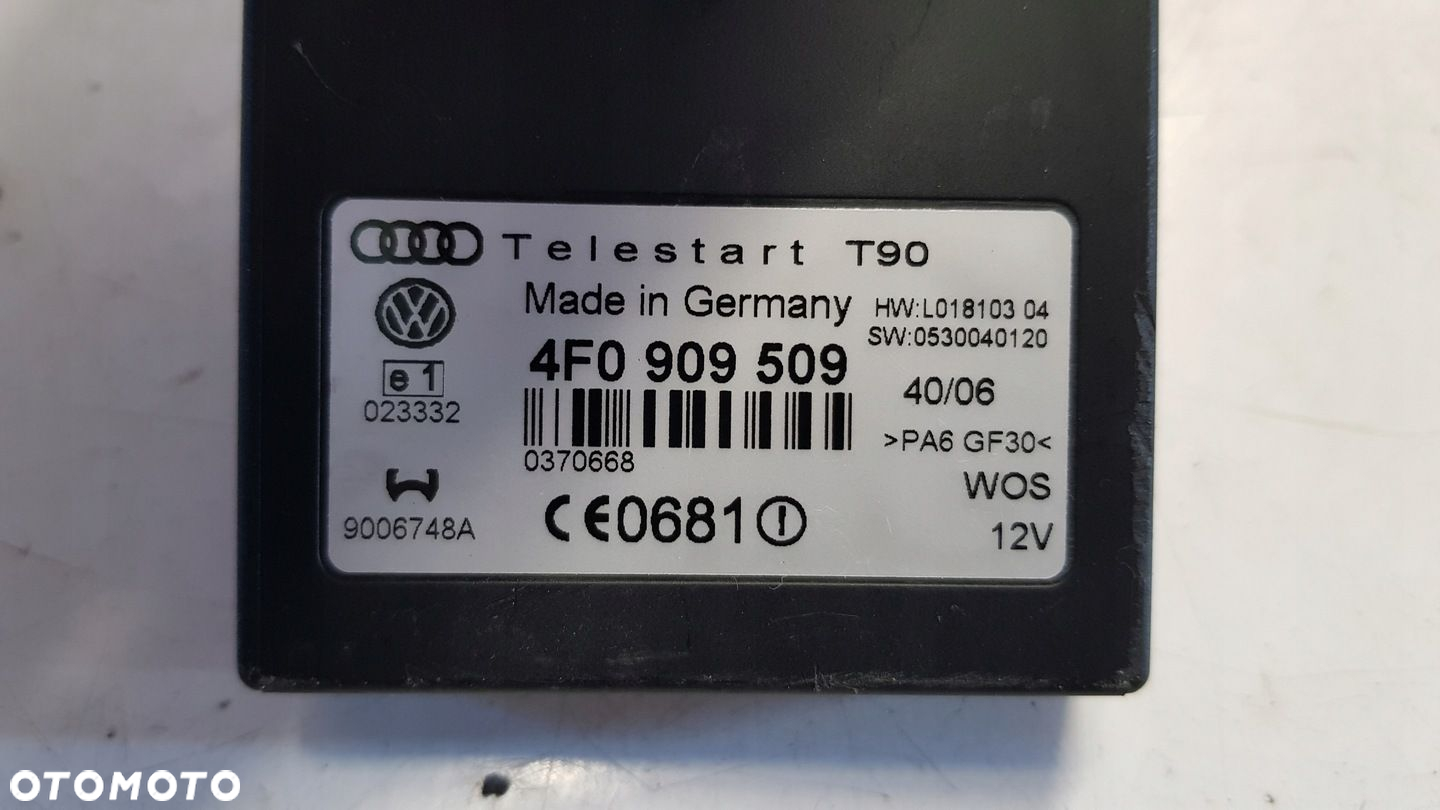 Telestart T90
Made in Germany
HW:L018103 04
SW:0530040120
4F0 909 509
e1
023332
40/06
0370668
>PA6 GF30<
WOS
9006748A
CE0681
12V
OTOMOTO